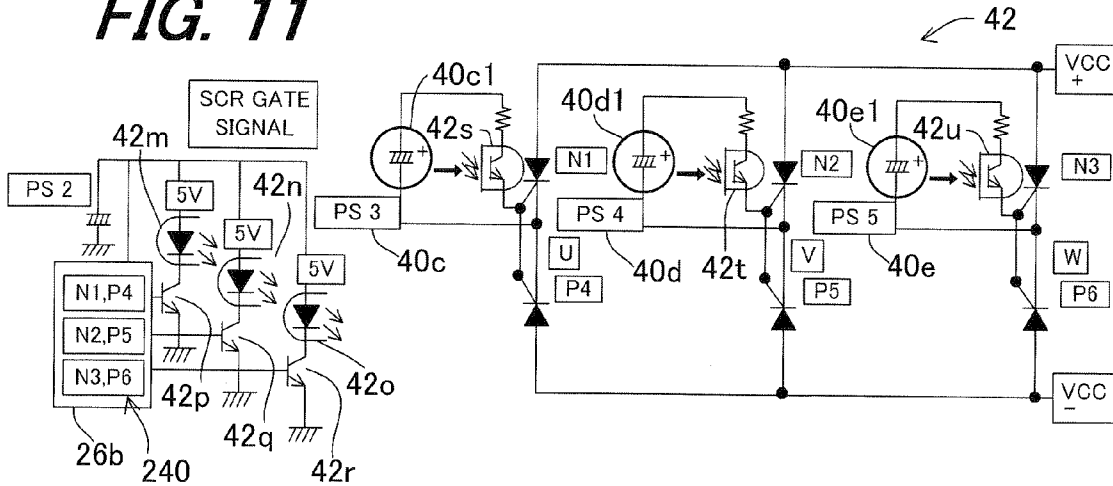 FIG. 11
42
VCC
+
40c1
SCR GATE
SIGNAL
42s
40d1
40e1
42u
42m
N1
N2
N3
PS 2
5V
42n
PS 3
PS 4
PS 5
5V
40c
U
40d
42t
V
40e
W
5V
P4
P5
P6
N1,P4
N2,P5
N3,P6
42p
42o
VCC
−
42q
26b
240
42r